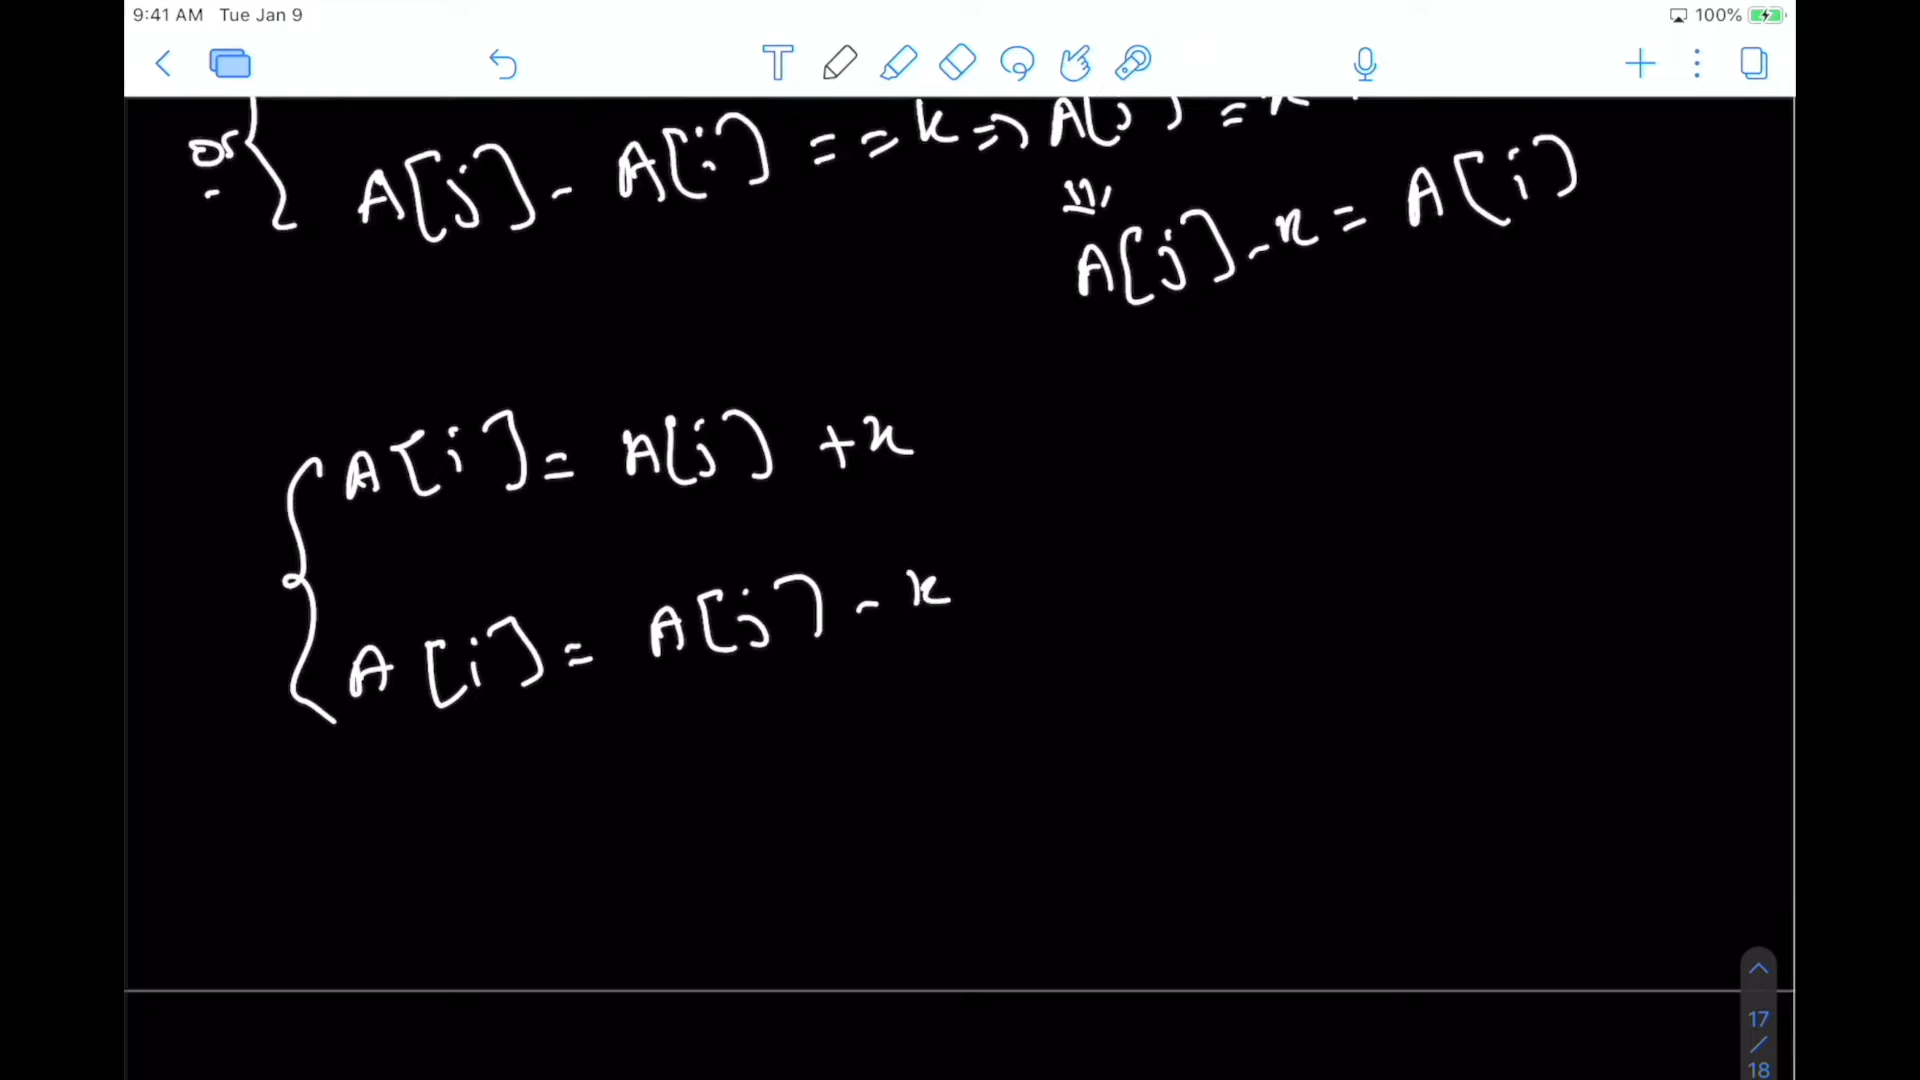 9:41 AM Tue Jan 9 100%
or { A[j] - A[i] == k => A[j] =
A[j] - x = A[i]
A[i] = A[j] + x
A[i] = A[j] - x
17
/
18